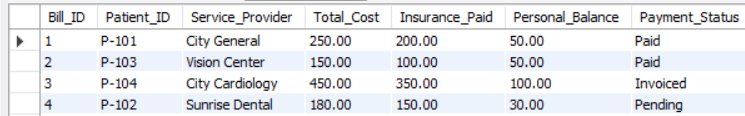 Bill_ID Patient_ID Service_Provider Total_Cost Insurance_Paid Personal_Balance Payment_Status
1 P-101 City General 250.00 200.00 50.00 Paid
2 P-103 Vision Center 150.00 100.00 50.00 Paid
3 P-104 City Cardiology 450.00 350.00 100.00 Invoiced
4 P-102 Sunrise Dental 180.00 150.00 30.00 Pending